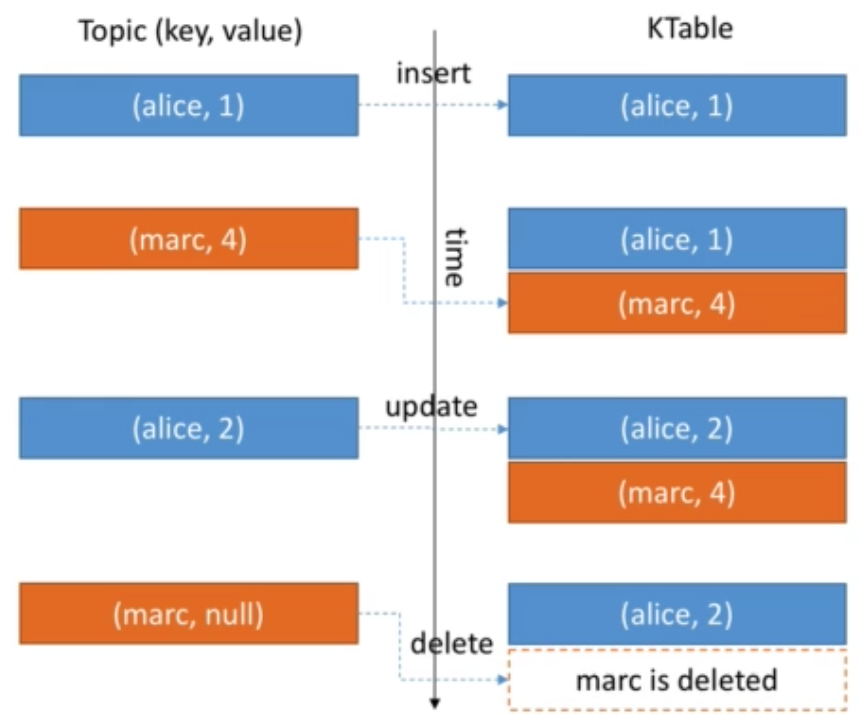 Topic (key, value)
KTable
insert
(alice, 1)
(alice, 1)
(marc, 4)
time
(alice, 1)
(marc, 4)
update
(alice, 2)
(alice, 2)
(marc, 4)
(marc, null)
(alice, 2)
delete
marc is deleted